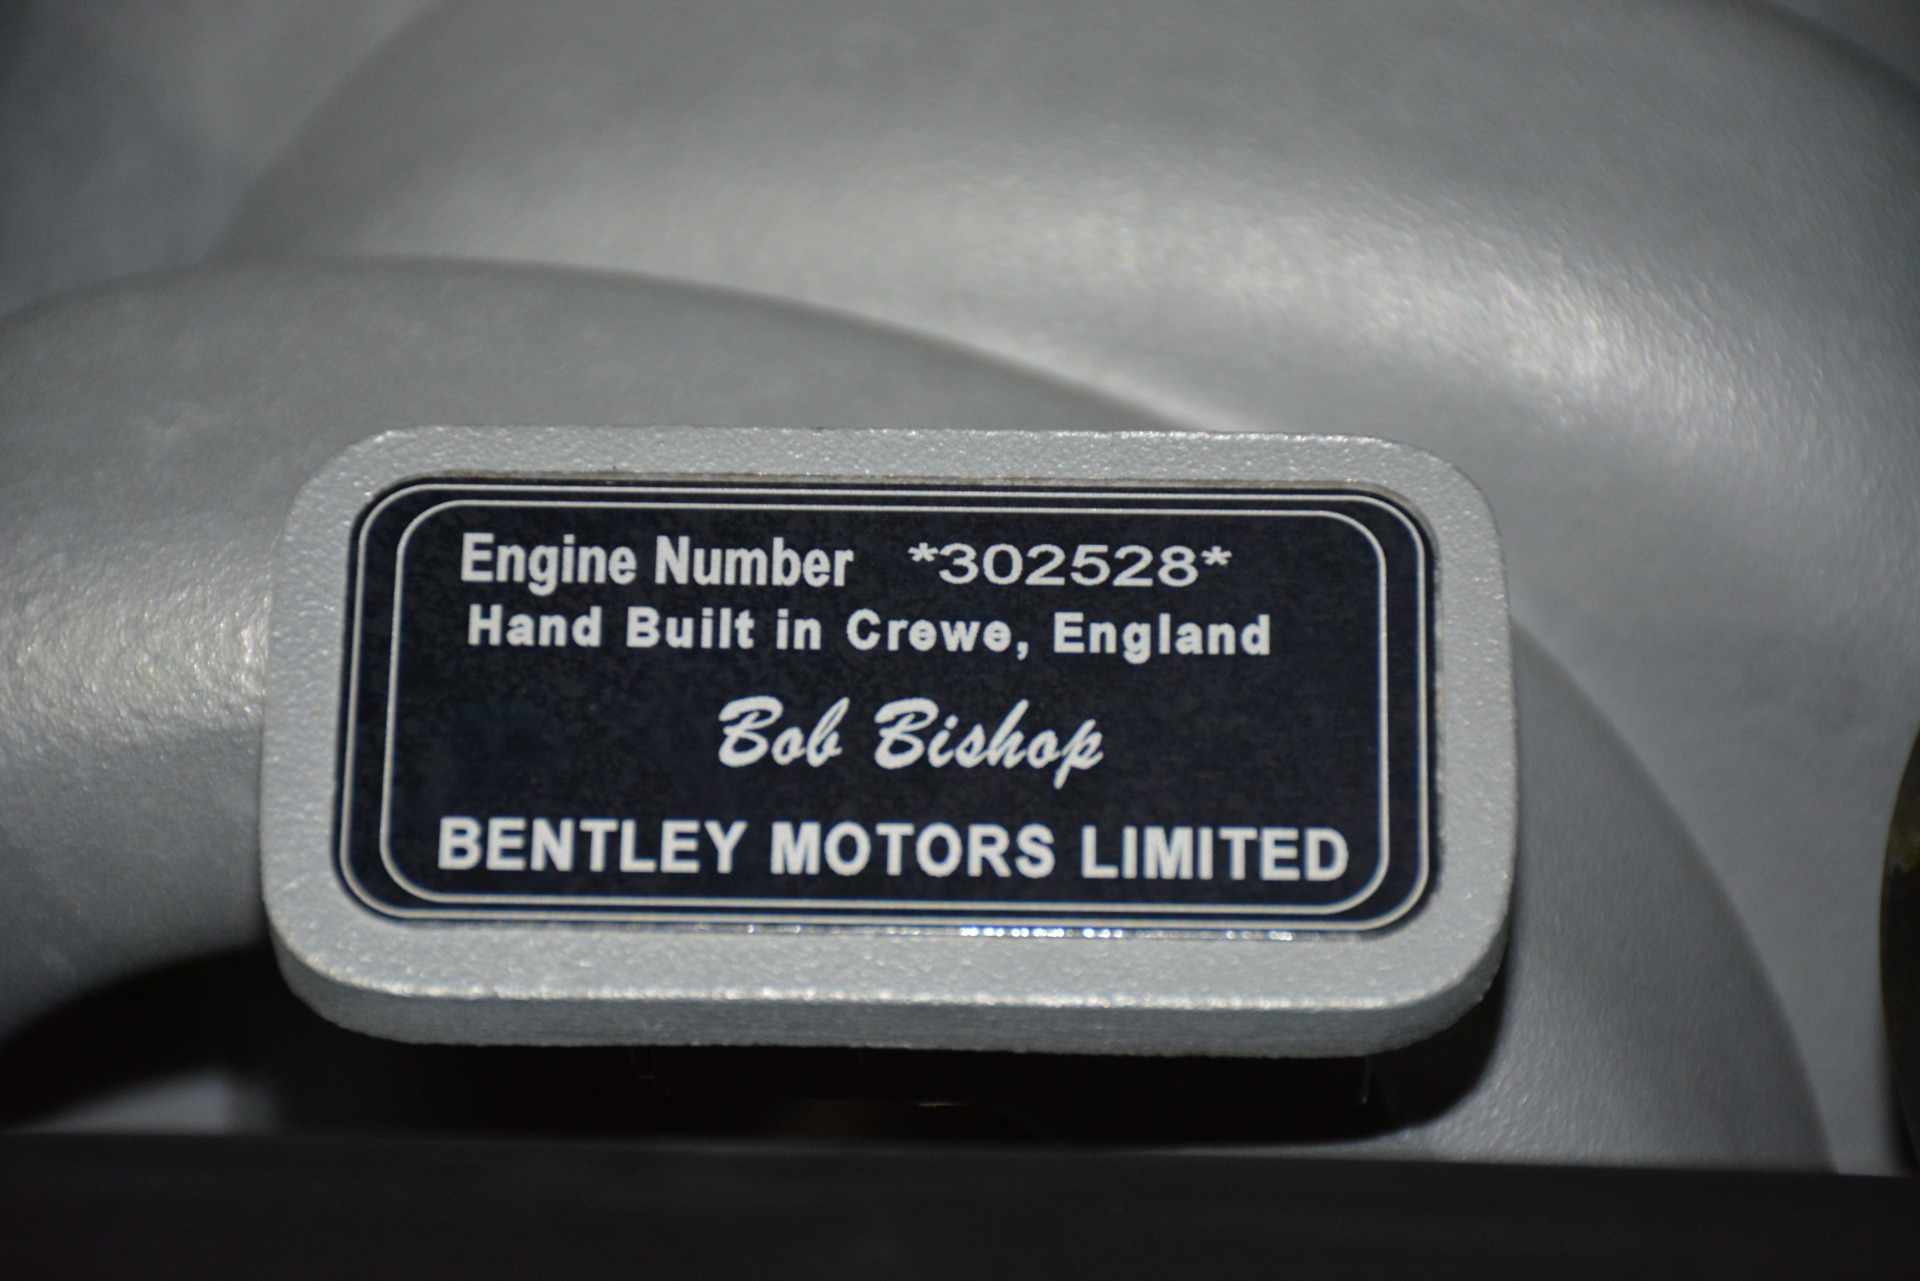 Engine Number *302528*
Hand Built in Crewe, England
Bob Bishop
BENTLEY MOTORS LIMITED